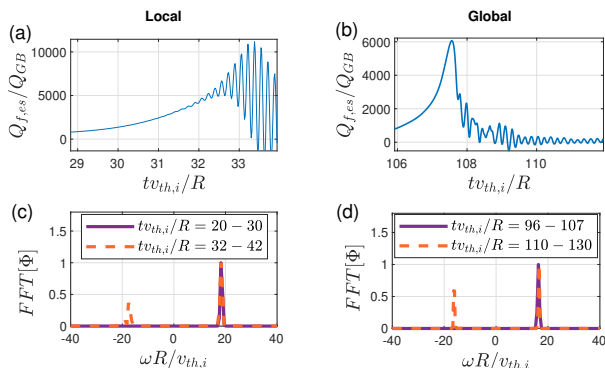 Local
Global
(a)
(b)
Q_{f,es}/Q_{GB}
10000
5000
0
29 30 31 32 33
tv_{th,i}/R
Q_{f,es}/Q_{GB}
6000
4000
2000
0
106 108 110
tv_{th,i}/R
(c)
(d)
FFT[Φ]
1.5
1
0.5
0
tv_{th,i}/R = 20 − 30
tv_{th,i}/R = 32 − 42
-40 -20 0 20 40
ωR/v_{th,i}
FFT[Φ]
1
0.5
0
tv_{th,i}/R = 96 − 107
tv_{th,i}/R = 110 − 130
-40 -20 0 20 40
ωR/v_{th,i}